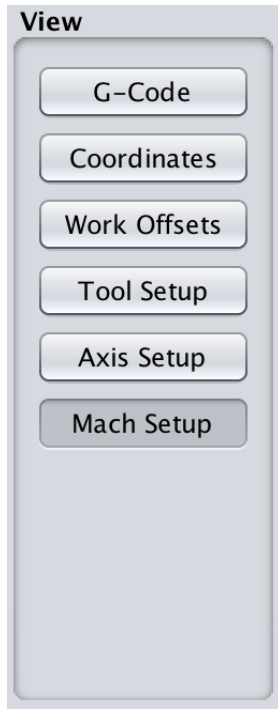 View
G-Code
Coordinates
Work Offsets
Tool Setup
Axis Setup
Mach Setup